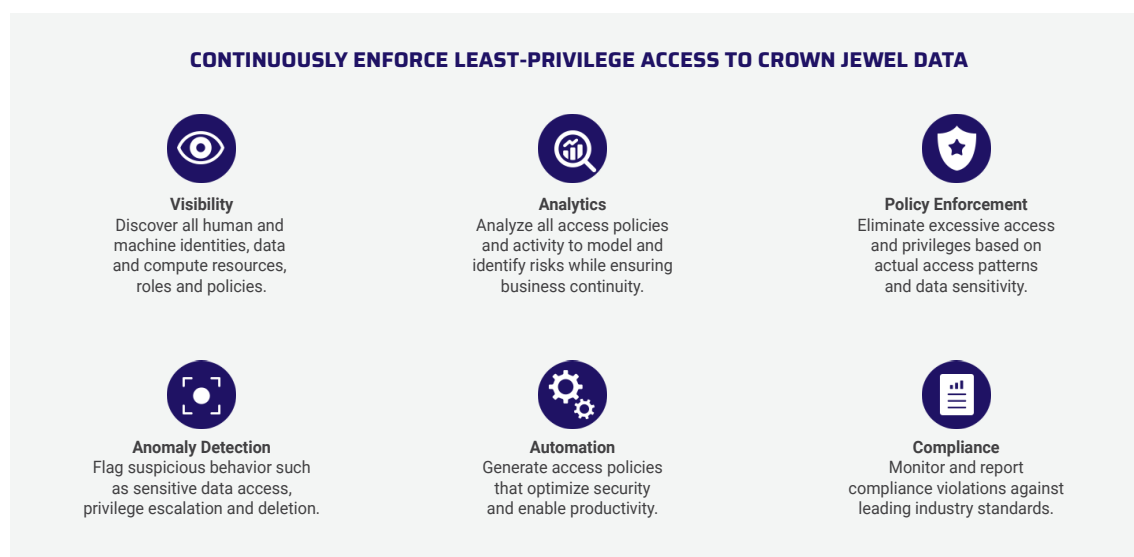 CONTINUOUSLY ENFORCE LEAST-PRIVILEGE ACCESS TO CROWN JEWEL DATA
Visibility
Discover all human and
machine identities, data
and compute resources,
roles and policies.
Analytics
Analyze all access policies
and activity to model and
identify risks while ensuring
business continuity.
Policy Enforcement
Eliminate excessive access
and privileges based on
actual access patterns
and data sensitivity.
Anomaly Detection
Flag suspicious behavior such
as sensitive data access,
privilege escalation and deletion.
Automation
Generate access policies
that optimize security
and enable productivity.
Compliance
Monitor and report
compliance violations against
leading industry standards.